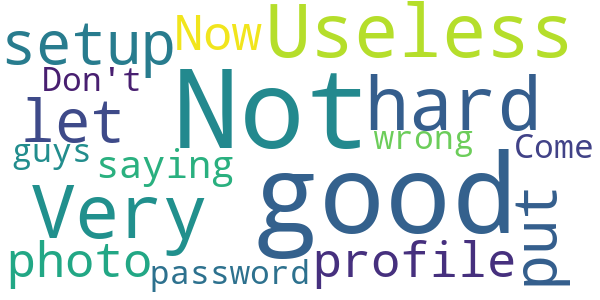 setup Now Useless
Don't Not hard
let wrong Come
guys saying good
Very put
photo password profile